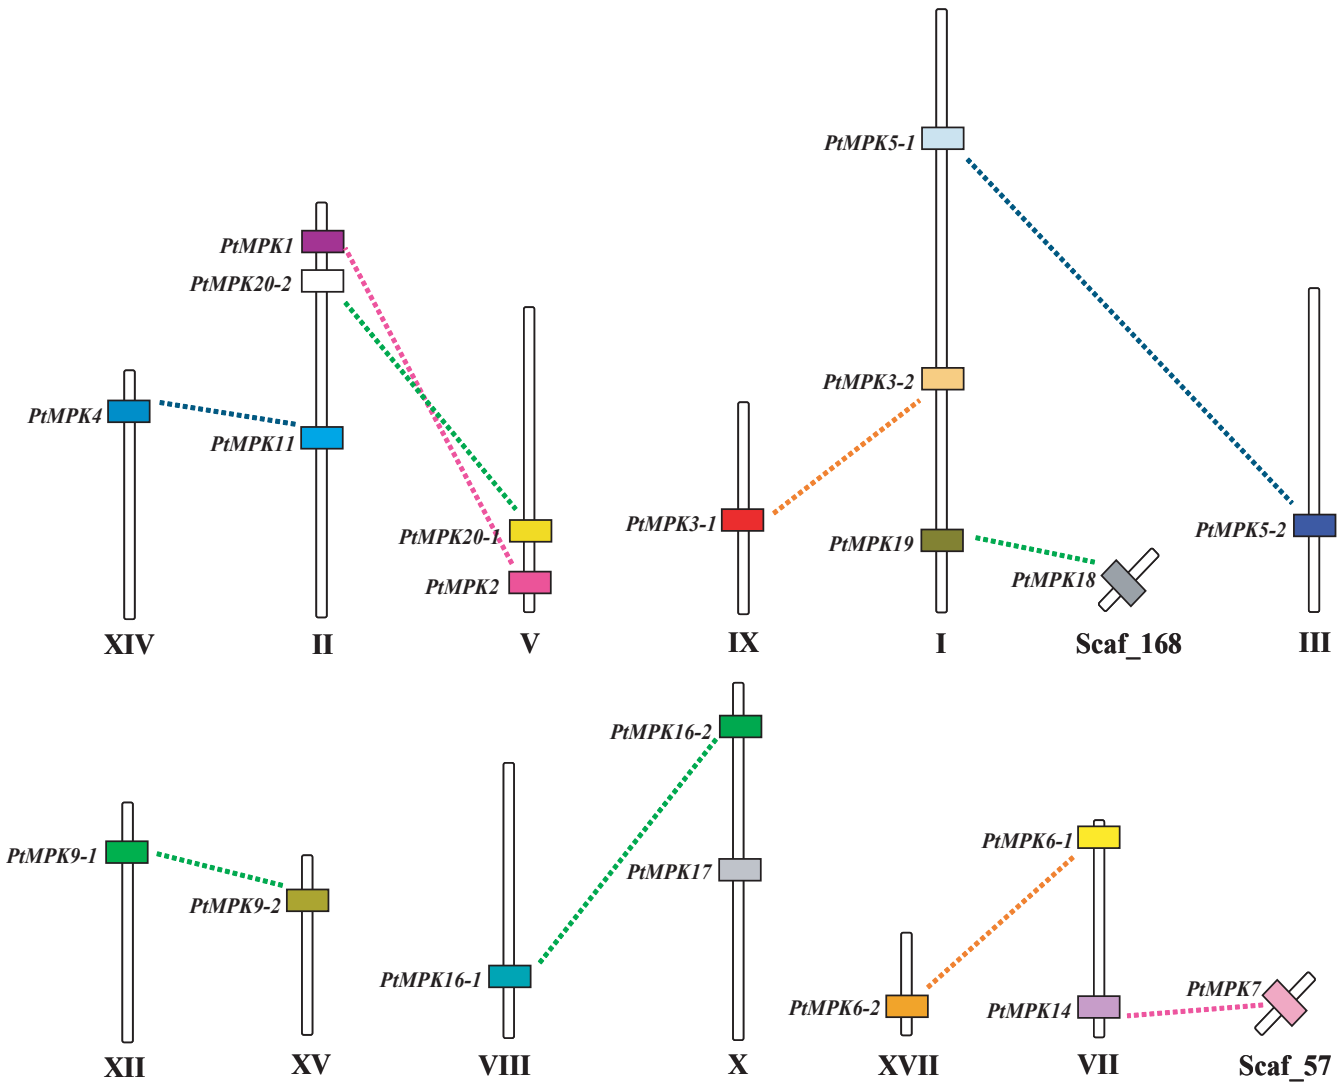 PtMPK5-1
PtMPK1
PtMPK20-2
PtMPK3-2
PtMPK4
PtMPK11
PtMPK3-1
PtMPK20-1
PtMPK19
PtMPK5-2
PtMPK2
PtMPK18
XIV
II
V
IX
I
Scaf_168
III
PtMPK16-2
PtMPK6-1
PtMPK9-1
PtMPK17
PtMPK9-2
PtMPK16-1
PtMPK7
PtMPK6-2
PtMPK14
XII
XV
VIII
X
XVII
VII
Scaf_57